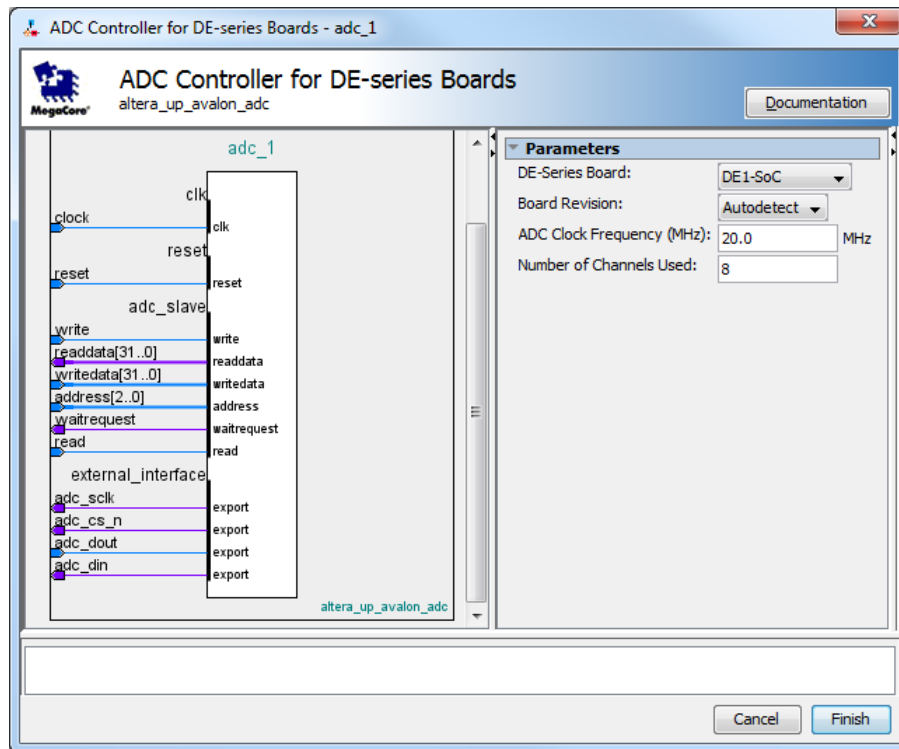 ADC Controller for DE-series Boards - adc_1
MegaCore®
ADC Controller for DE-series Boards
altera_up_avalon_adc
Documentation
adc_1
clk
clock
clk
reset
reset
reset
adc_slave
write
write
readdata[31..0]
readdata
writedata[31..0]
writedata
address[2..0]
address
waitrequest
waitrequest
read
read
external_interface
adc_sclk
export
adc_cs_n
export
adc_dout
export
adc_din
export
altera_up_avalon_adc
Parameters
DE-Series Board: DE1-SoC
Board Revision: Autodetect
ADC Clock Frequency (MHz): 20.0 MHz
Number of Channels Used: 8
Cancel Finish